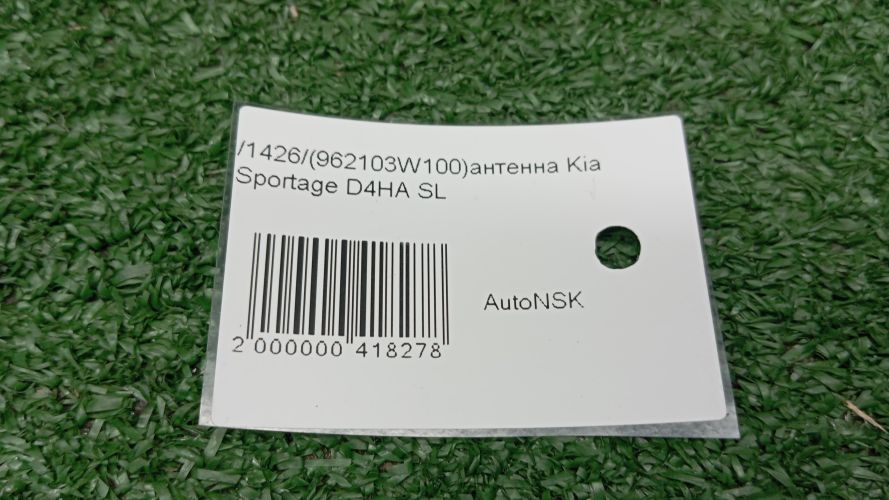 /1426/(962103W100)антенна Kia
Sportage D4HA SL
AutoNSK
2 000000 418278